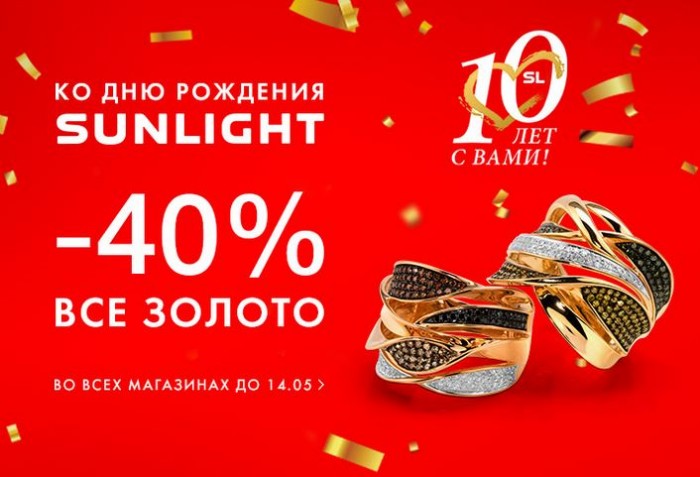 КО ДНЮ РОЖДЕНИЯ
SUNLIGHT
-40%
ВСЕ ЗОЛОТО
ВО ВСЕХ МАГАЗИНАХ ДО 14.05 >
10
SL
ЛЕТ
С ВАМИ!